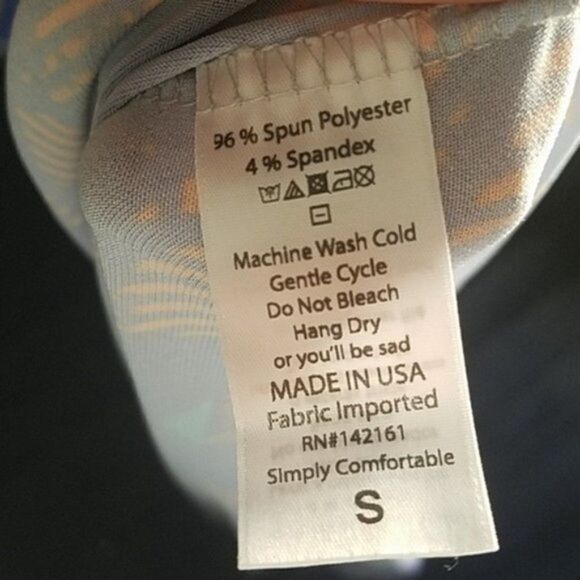 96 % Spun Polyester
4 % Spandex
Machine Wash Cold
Gentle Cycle
Do Not Bleach
Hang Dry
or you'll be sad
MADE IN USA
Fabric Imported
RN#142161
Simply Comfortable
S